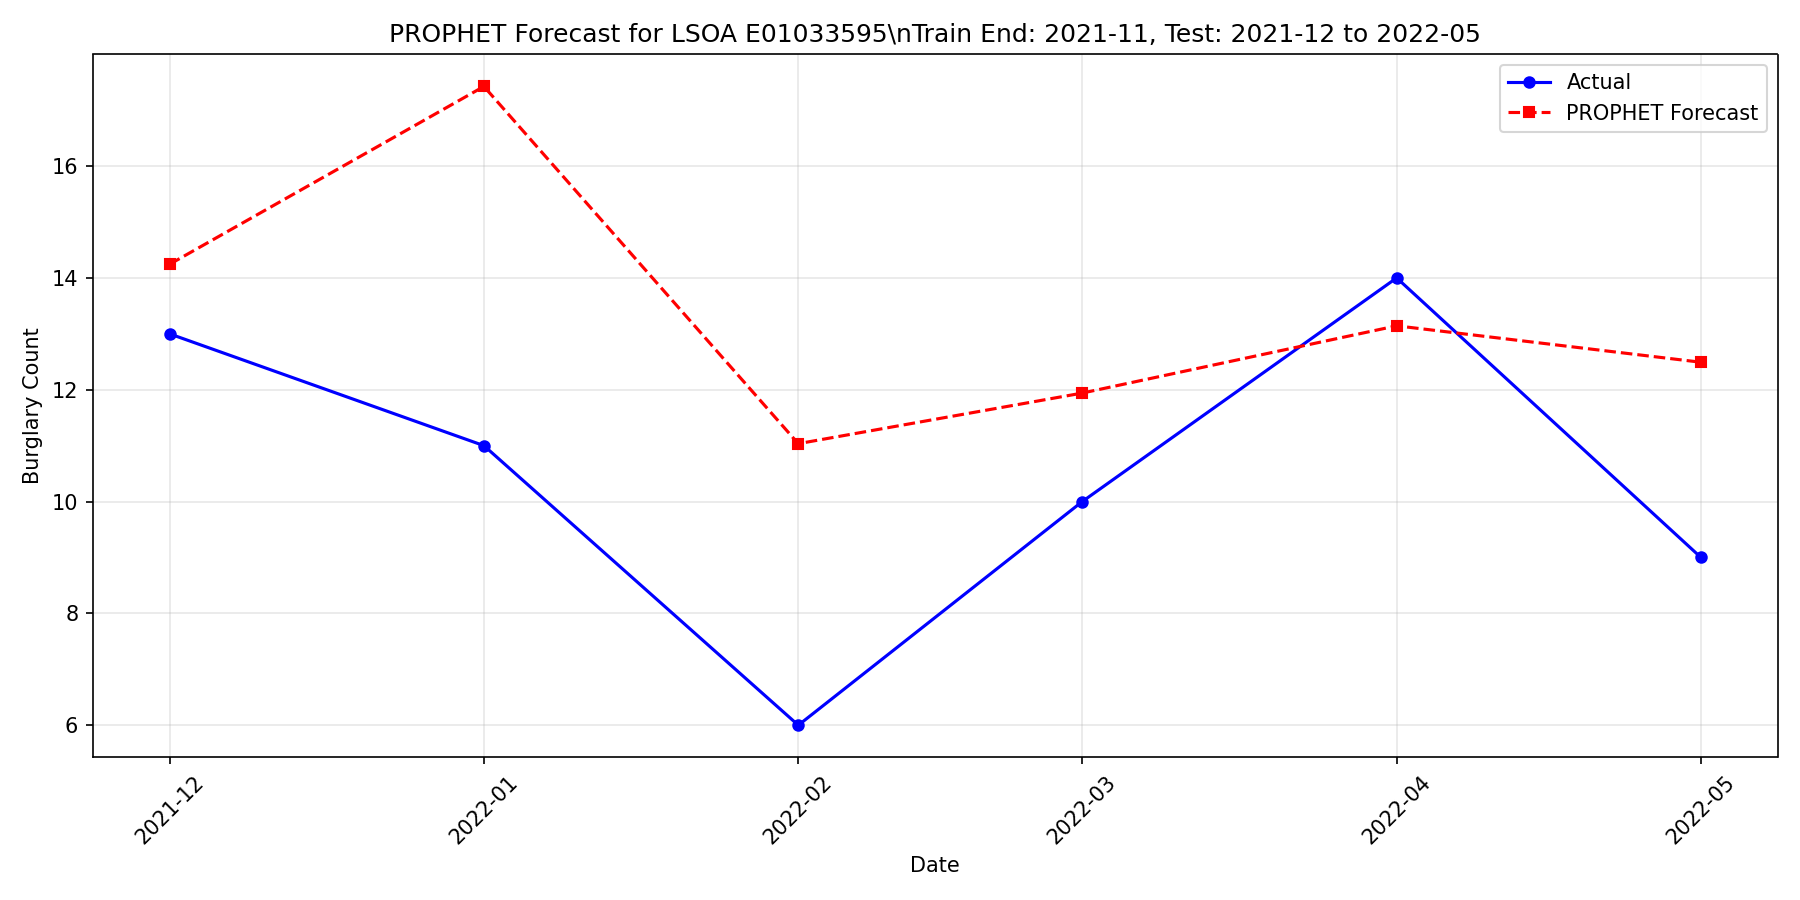 PROPHET Forecast for LSOA E01033595\nTrain End: 2021-11, Test: 2021-12 to 2022-05
Actual
PROPHET Forecast
Burglary Count
16
14
12
10
8
6
2021-12
2022-01
2022-02
2022-03
2022-04
2022-05
Date